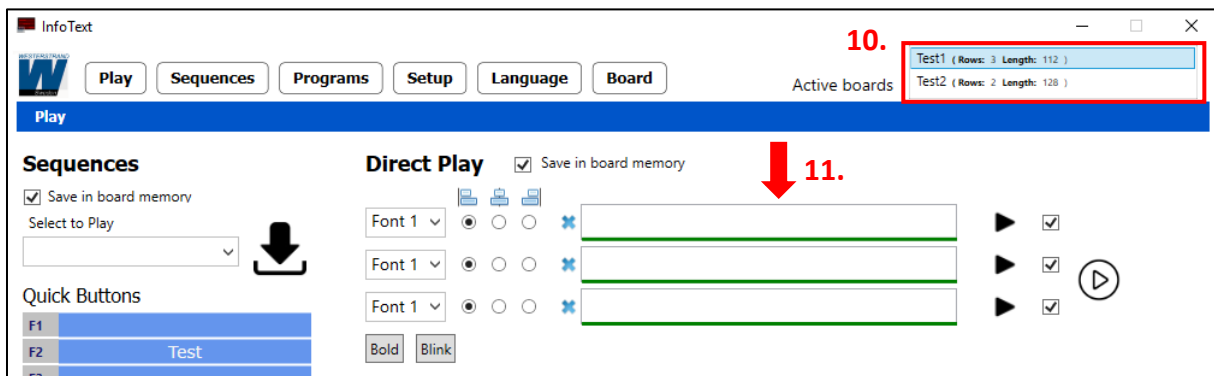 InfoText
10.
WESTERSTRAND
Play Sequences Programs Setup Language Board
Active boards
Test1 ( Rows: 3 Length: 112 )
Test2 ( Rows: 2 Length: 128 )
Play
Sequences
Save in board memory
Select to Play
Quick Buttons
F1
F2 Test
Direct Play
Save in board memory
11.
Font 1
Font 1
Font 1
Bold Blink